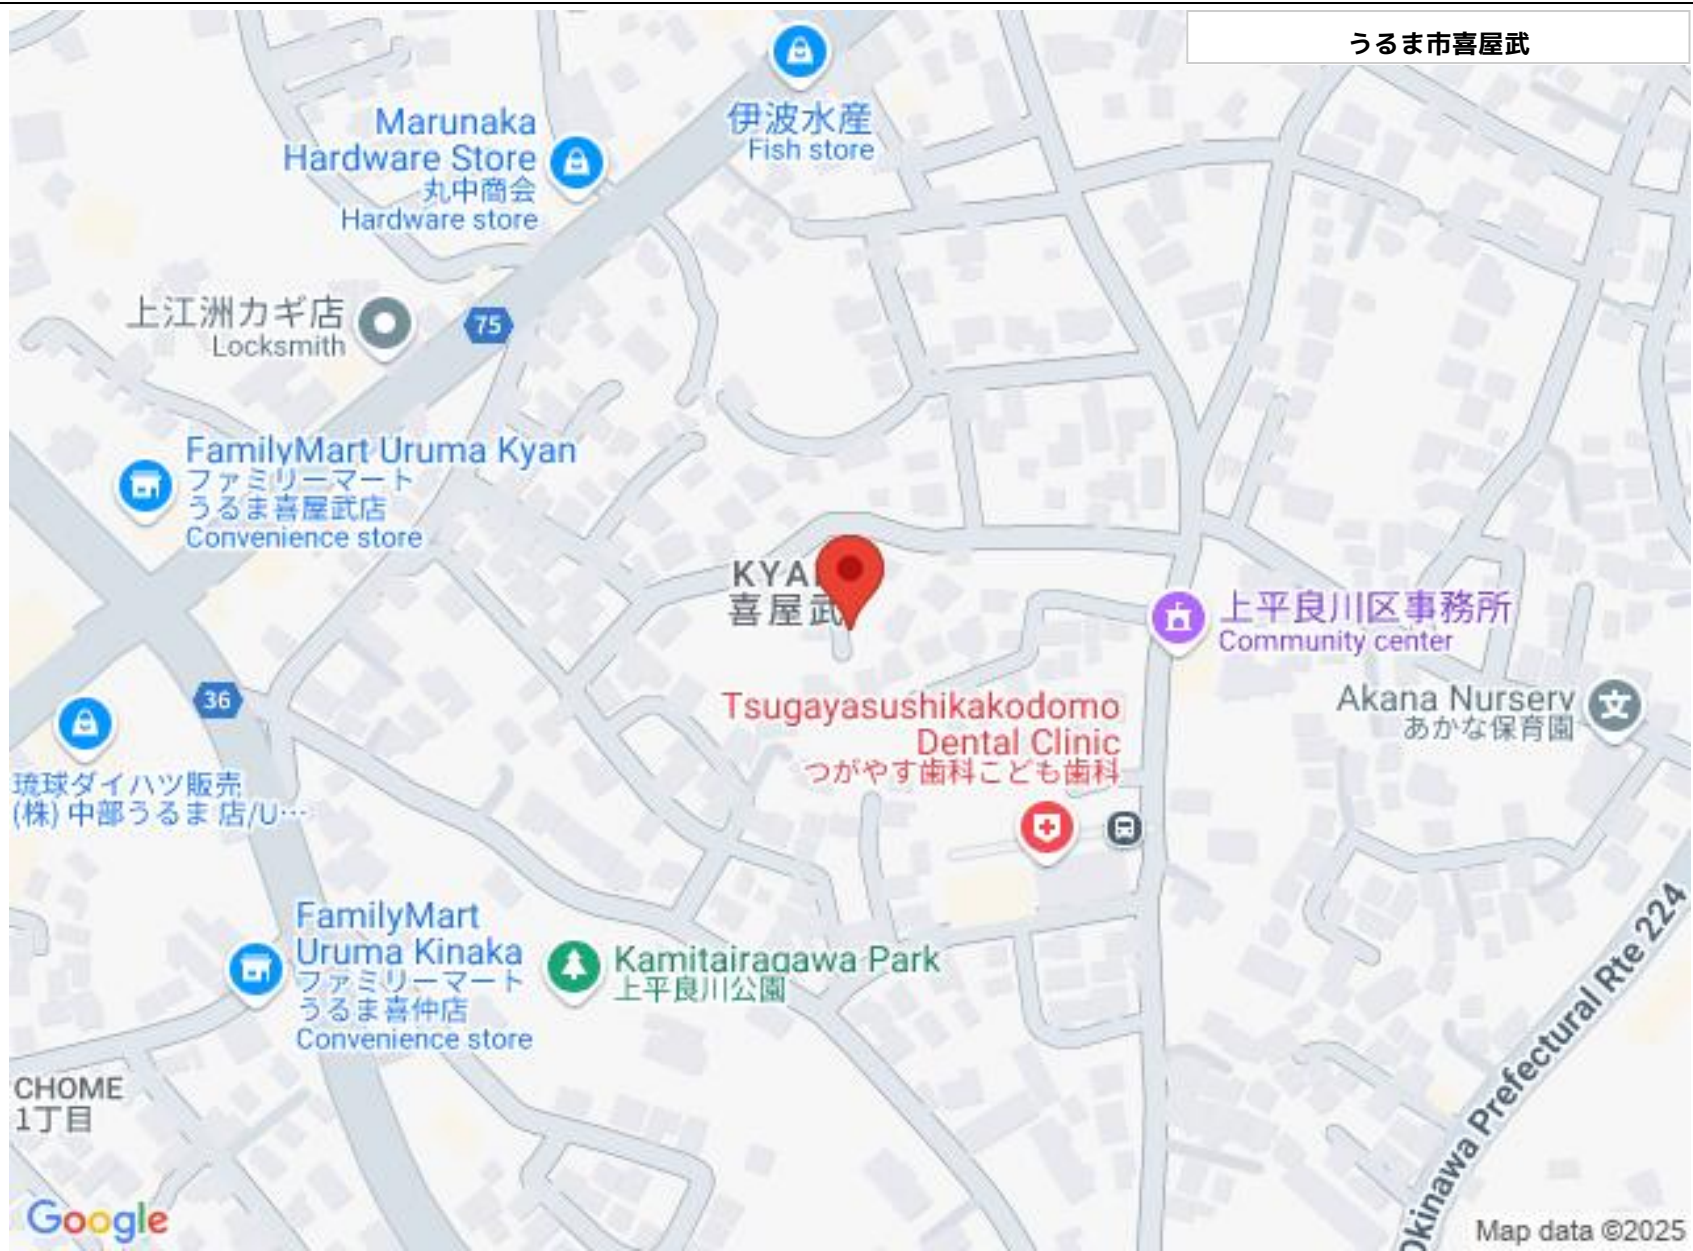 うるま市喜屋武
伊波水産
Fish store
Marunaka
Hardware Store
丸中商会
Hardware store
上江洲カギ店
Locksmith
75
FamilyMart Uruma Kyan
ファミリーマート
うるま喜屋武店
Convenience store
喜屋武
上平良川区事務所
Community center
36
Tsugayasushikakodomo
Dental Clinic
つがやす歯科こども歯科
Akana Nursery
あかな保育園
琉球ダイハツ販売
(株) 中部うるま 店/U…
FamilyMart
Uruma Kinaka
ファミリーマート
うるま喜仲店
Convenience store
Kamitairagawa Park
上平良川公園
Okinawa Prefectural Rte 224
CHOME
1丁目
Google
Map data ©2025